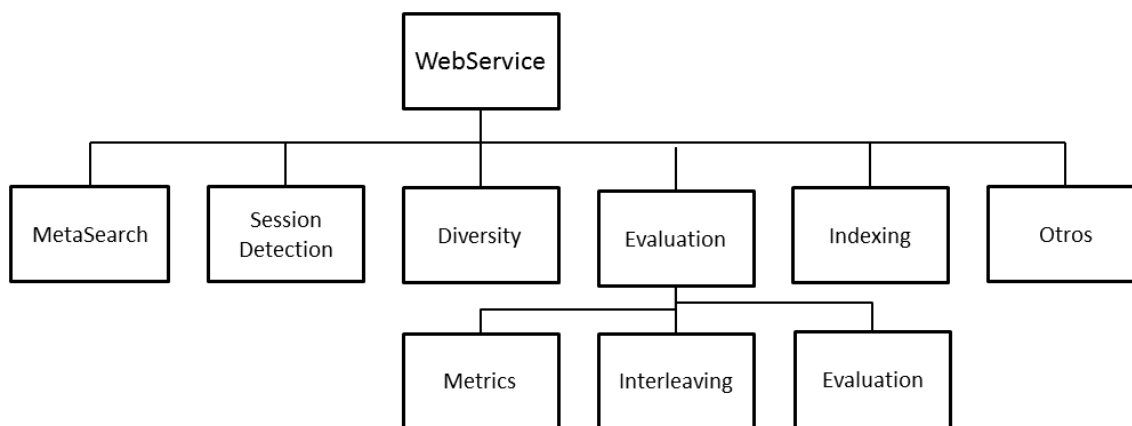 WebService
MetaSearch
Session
Detection
Diversity
Evaluation
Indexing
Otros
Metrics
Interleaving
Evaluation